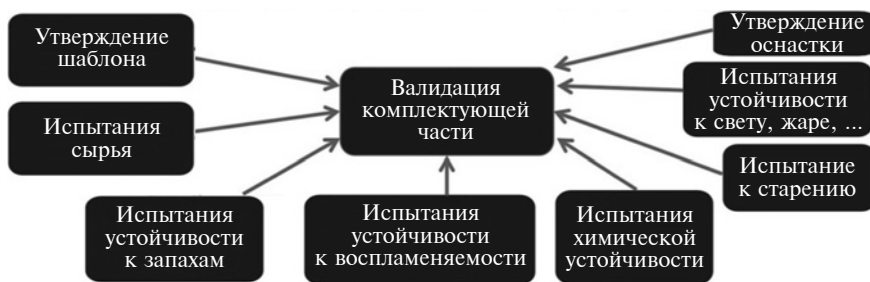 Утверждение
шаблона
Испытания
сырья
Испытания
устойчивости
к запахам
Валидация
комплектующей
части
Испытания
устойчивости
к воспламеняемости
Испытания
химической
устойчивости
Утверждение
оснастки
Испытания
устойчивости
к свету, жаре, ...
Испытание
к старению